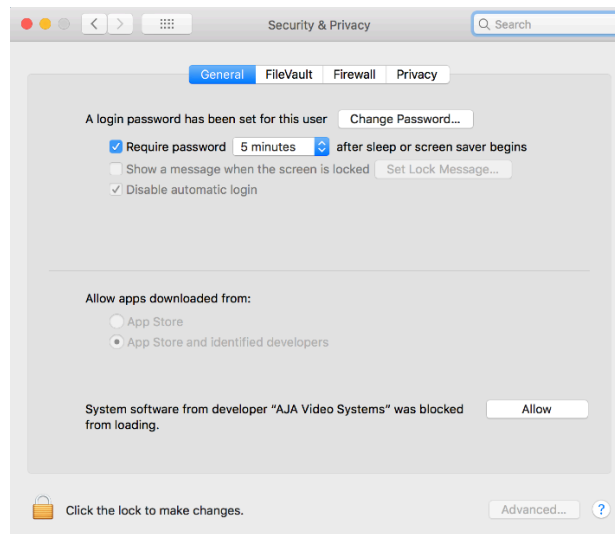 Security & Privacy
Search
General FileVault Firewall Privacy
A login password has been set for this user Change Password...
Require password 5 minutes after sleep or screen saver begins
Show a message when the screen is locked Set Lock Message...
Disable automatic login
Allow apps downloaded from:
App Store
App Store and identified developers
System software from developer “AJA Video Systems” was blocked Allow
from loading.
Click the lock to make changes. Advanced... ?